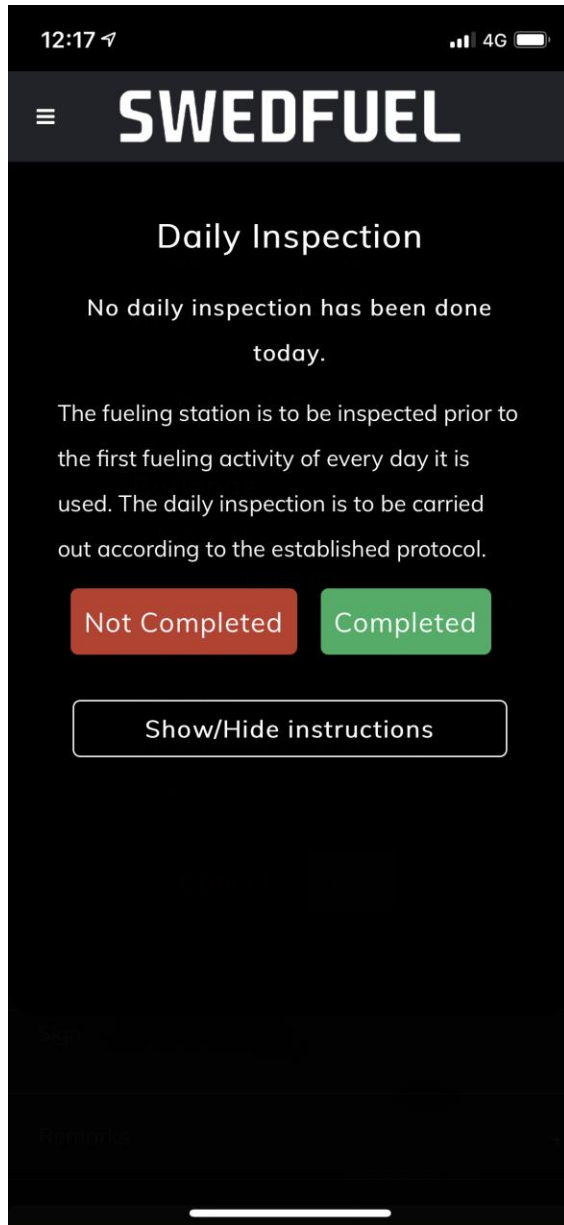 12:17
4G
SWEDFUEL
Daily Inspection
No daily inspection has been done
today.
The fueling station is to be inspected prior to
the first fueling activity of every day it is
used. The daily inspection is to be carried
out according to the established protocol.
Not Completed Completed
Show/Hide instructions